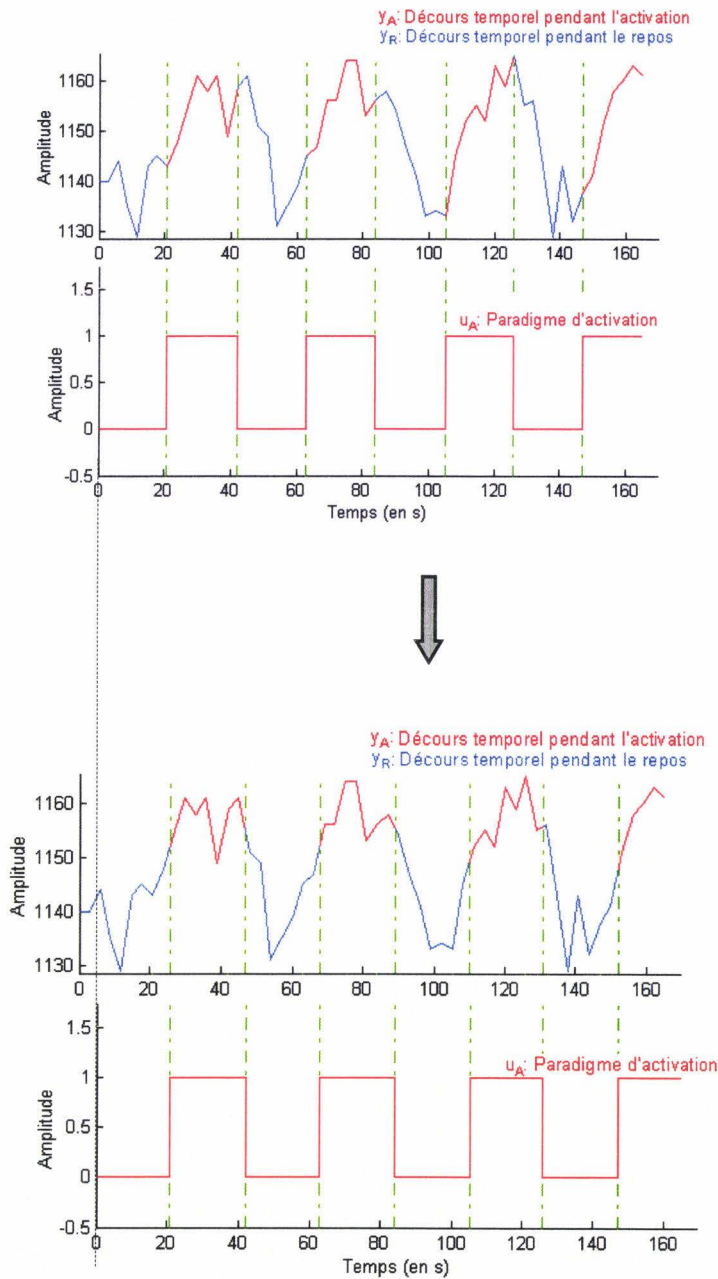 yA: Décours temporel pendant l'activation
yR: Décours temporel pendant le repos
1160
1150
1140
1130
Amplitude
0 20 40 60 80 100 120 140 160
1.5
1
0.5
0
-0.5
Amplitude
uA: Paradigme d'activation
0 20 40 60 80 100 120 140 160
Temps (en s)
yA: Décours temporel pendant l'activation
yR: Décours temporel pendant le repos
1160
1150
1140
1130
Amplitude
0 20 40 60 80 100 120 140 160
1.5
1
0.5
0
-0.5
Amplitude
uA: Paradigme d'activation
0 20 40 60 80 100 120 140 160
Temps (en s)